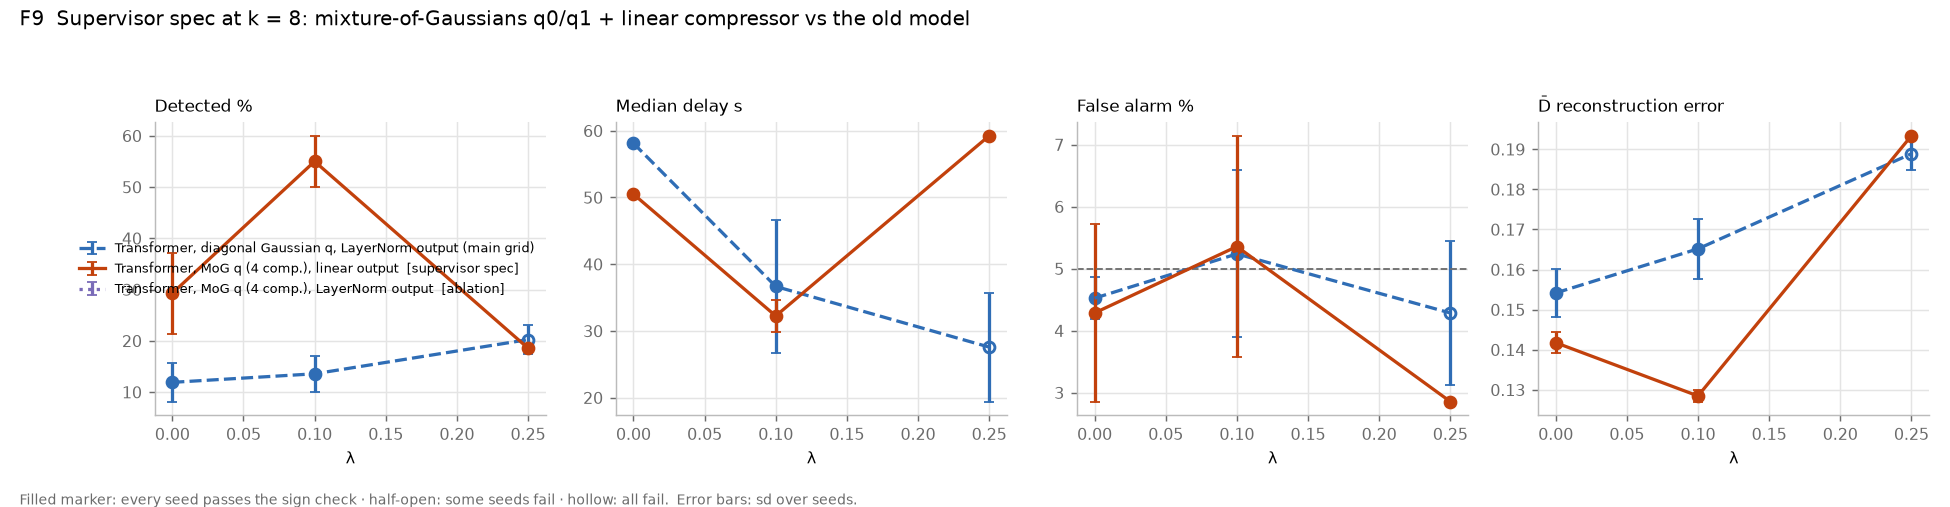 F9  Supervisor spec at k = 8: mixture-of-Gaussians q0/q1 + linear compressor vs the old model
Detected %
60
50
40
30
20
10
0.00 0.05 0.10 0.15 0.20 0.25
λ
Transformer, diagonal Gaussian q, LayerNorm output (main grid)
Transformer, MoG q (4 comp.), linear output  [supervisor spec]
Transformer, MoG q (4 comp.), LayerNorm output  [ablation]
Median delay s
60
50
40
30
20
0.00 0.05 0.10 0.15 0.20 0.25
λ
False alarm %
7
6
5
4
3
0.00 0.05 0.10 0.15 0.20 0.25
λ
D̄ reconstruction error
0.19
0.18
0.17
0.16
0.15
0.14
0.13
0.00 0.05 0.10 0.15 0.20 0.25
λ
Filled marker: every seed passes the sign check · half-open: some seeds fail · hollow: all fail.  Error bars: sd over seeds.